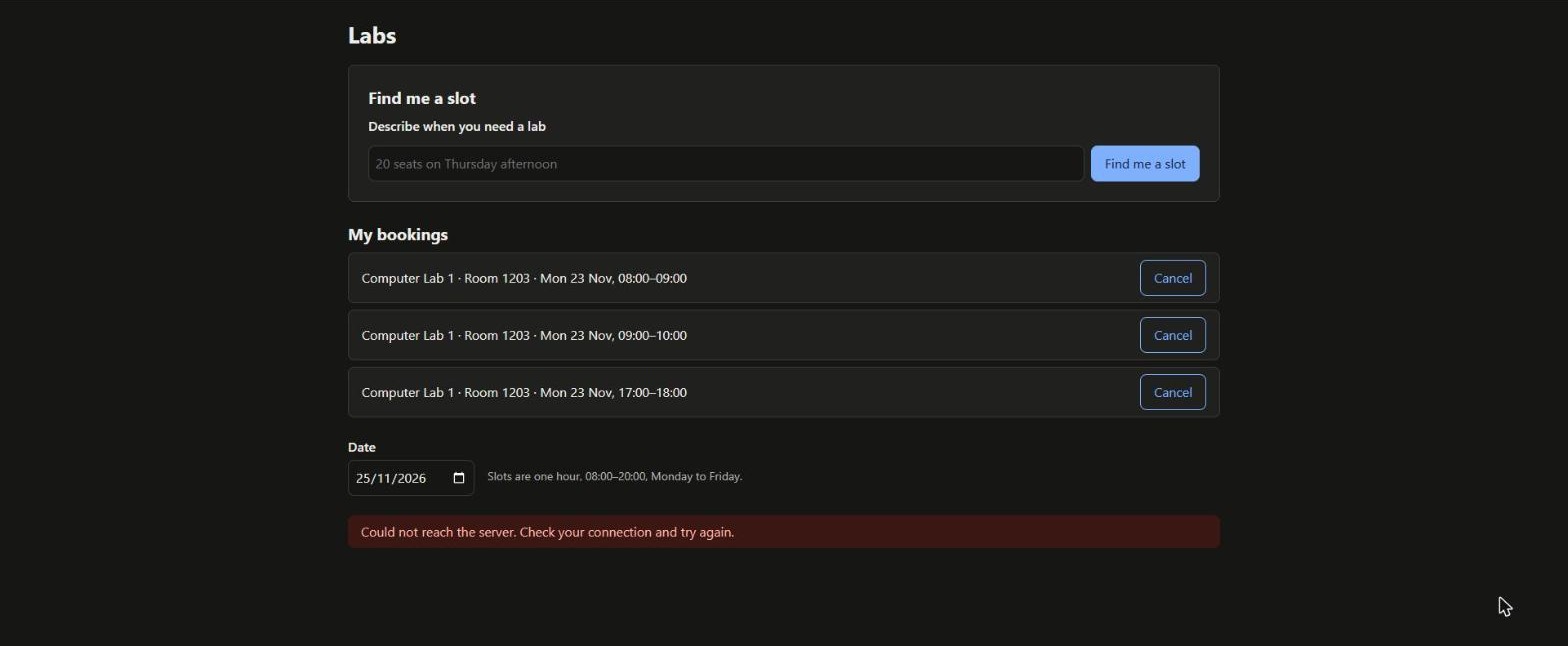 Labs
Find me a slot
Describe when you need a lab
20 seats on Thursday afternoon
Find me a slot
My bookings
Computer Lab 1 · Room 1203 · Mon 23 Nov, 08:00–09:00
Cancel
Computer Lab 1 · Room 1203 · Mon 23 Nov, 09:00–10:00
Cancel
Computer Lab 1 · Room 1203 · Mon 23 Nov, 17:00–18:00
Cancel
Date
25/11/2026
Slots are one hour, 08:00–20:00, Monday to Friday.
Could not reach the server. Check your connection and try again.